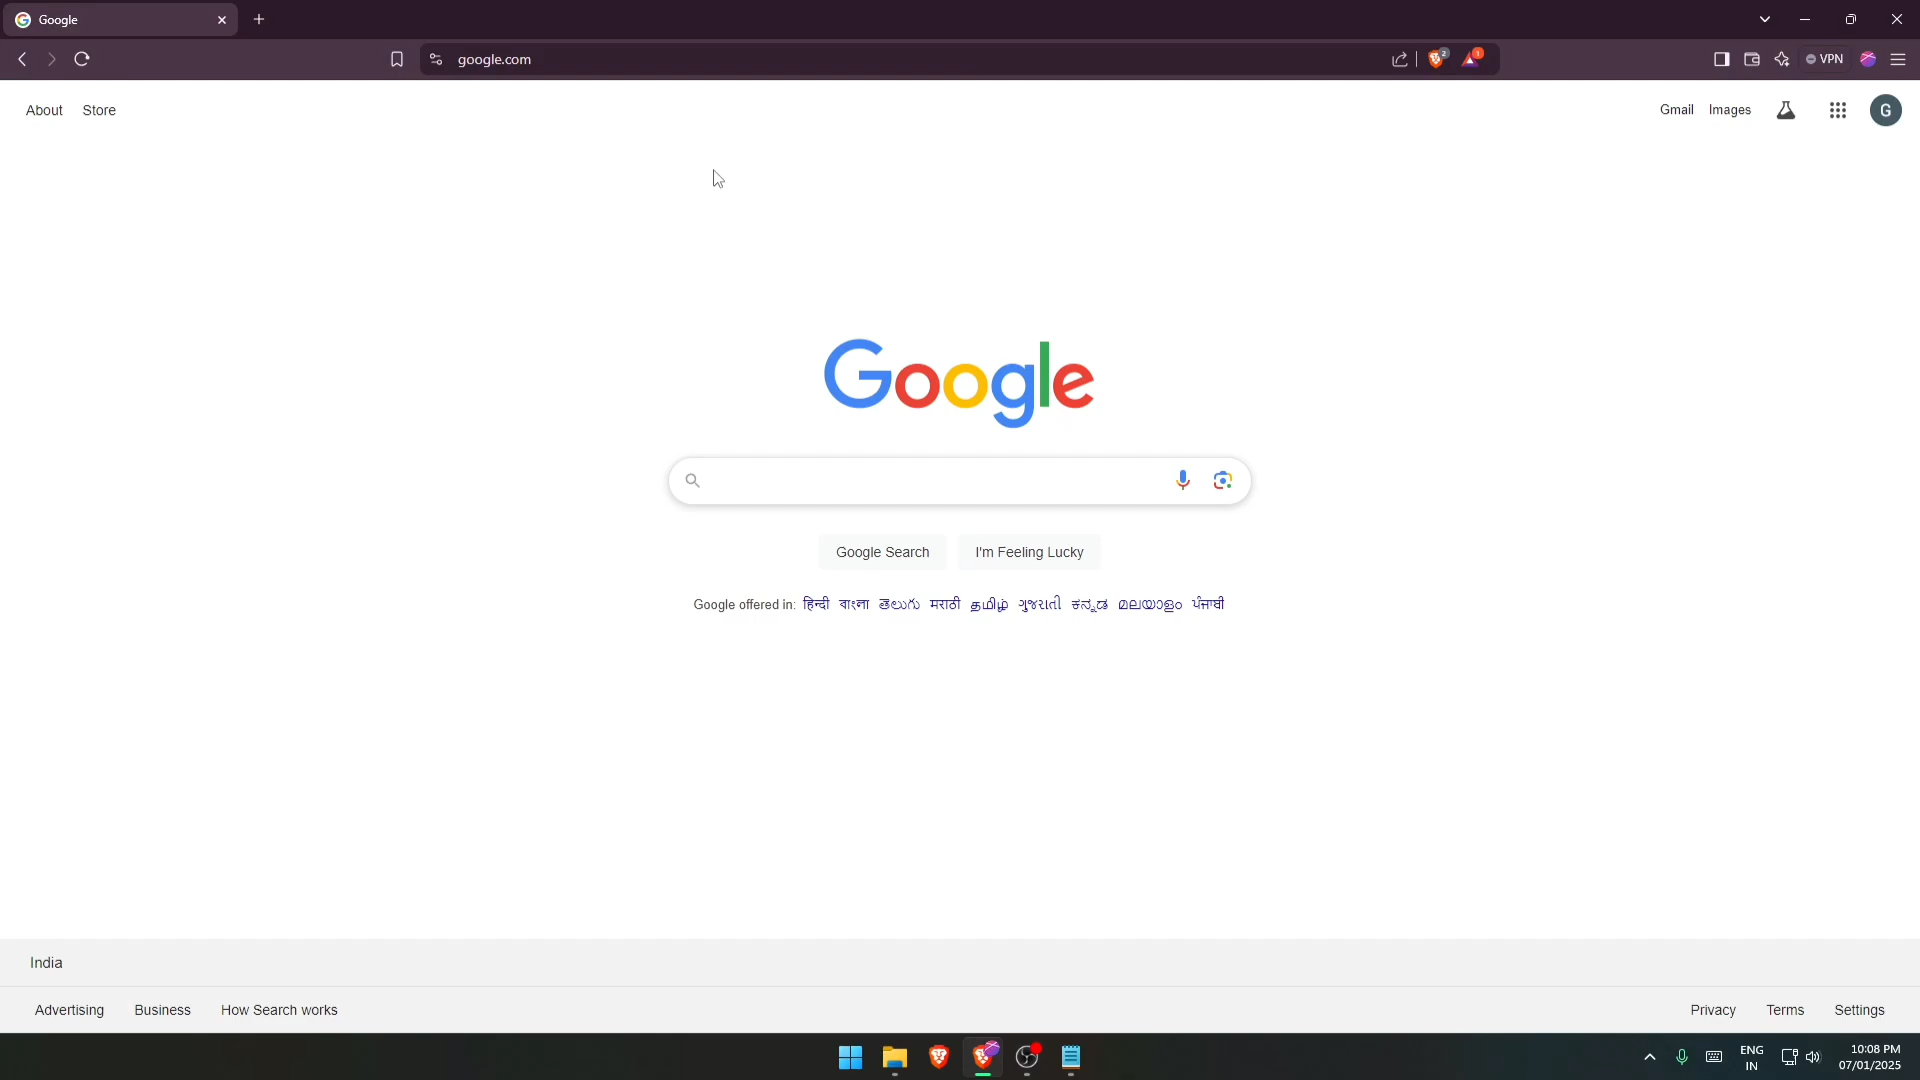 Google
google.com
2
1
VPN
About Store
Gmail Images
G
Google
Google Search I'm Feeling Lucky
Google offered in: हिन्दी বাংলা తెలుగు मराठी தமிழ் ગુજરાતી ಕನ್ನಡ മലയാളം ਪੰਜਾਬੀ
India
Advertising Business How Search works
Privacy Terms Settings
ENG
IN
10:08 PM
07/01/2025